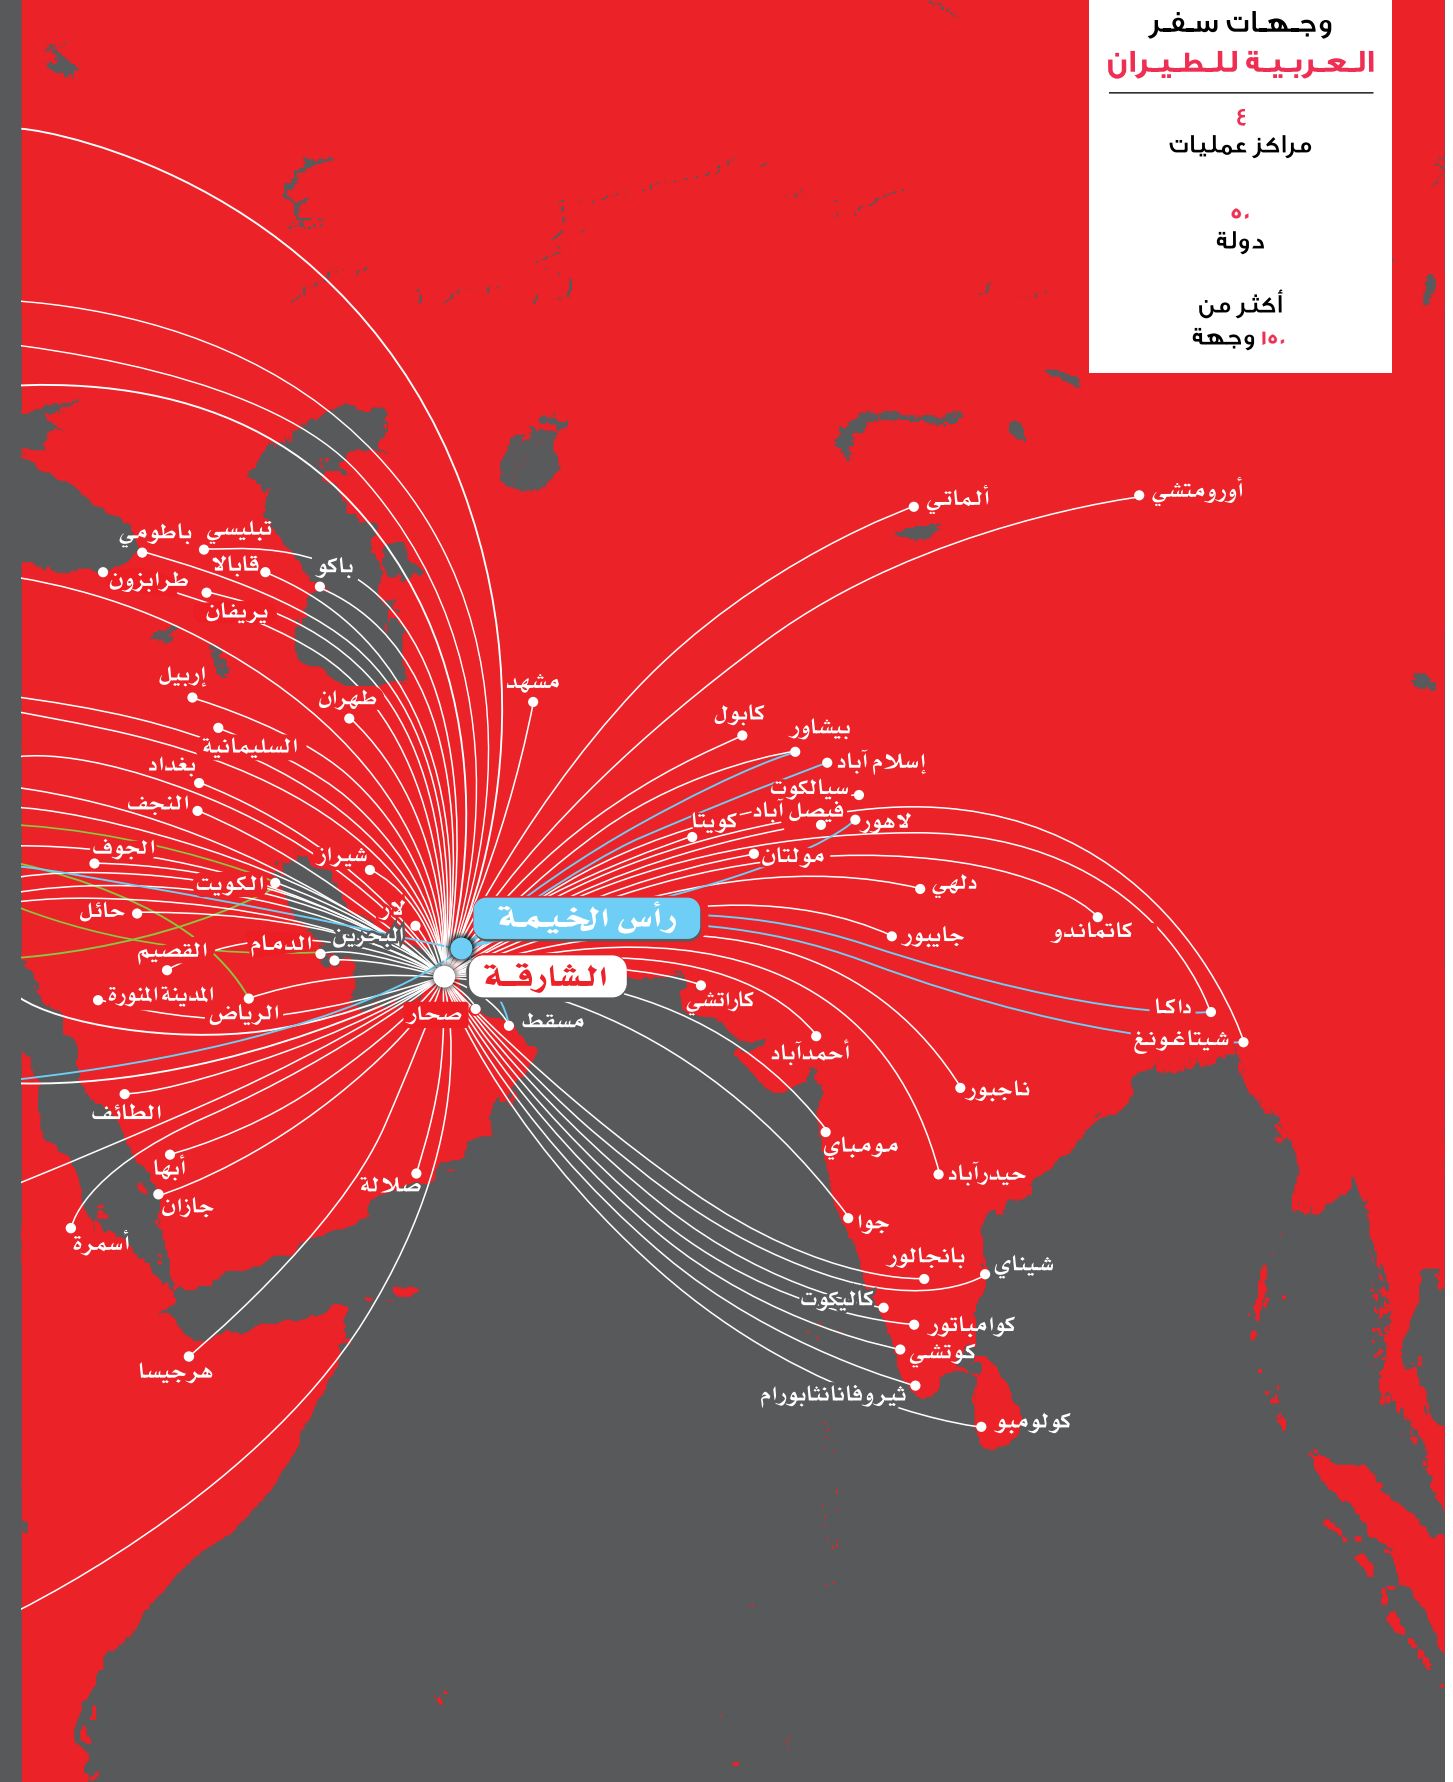 وجهات سفر
العربية للطيران
٤
مراكز عمليات
٥٠
دولة
أكثر من
١٥٠ وجهة
أورومتشي
ألماتي
تبليسي
باطومي
قابالا
باكو
طرابزون
يريفان
إربيل
مشهد
طهران
كابول
بيشاور
السليمانية
إسلام آباد
بغداد
سيالكوت
النجف
فيصل آباد
كويتا
لاهور
الجوف
شيراز
مولتان
الكويت
دلهي
حائل
لار
رأس الخيمة
كاتماندو
جايبور
البحرين
الدمام
القصيم
الشارقة
المدينة المنورة
كاراتشي
داكا
الرياض
صحار
مسقط
شيتاغونغ
أحمدآباد
ناجبور
الطائف
مومباي
أبها
حيدرآباد
صلالة
جازان
جوا
أسمرة
بانجالور
شيناي
كاليكوت
كوامباتور
كوتشي
هرجيسا
ثيروفانانثابورام
كولومبو